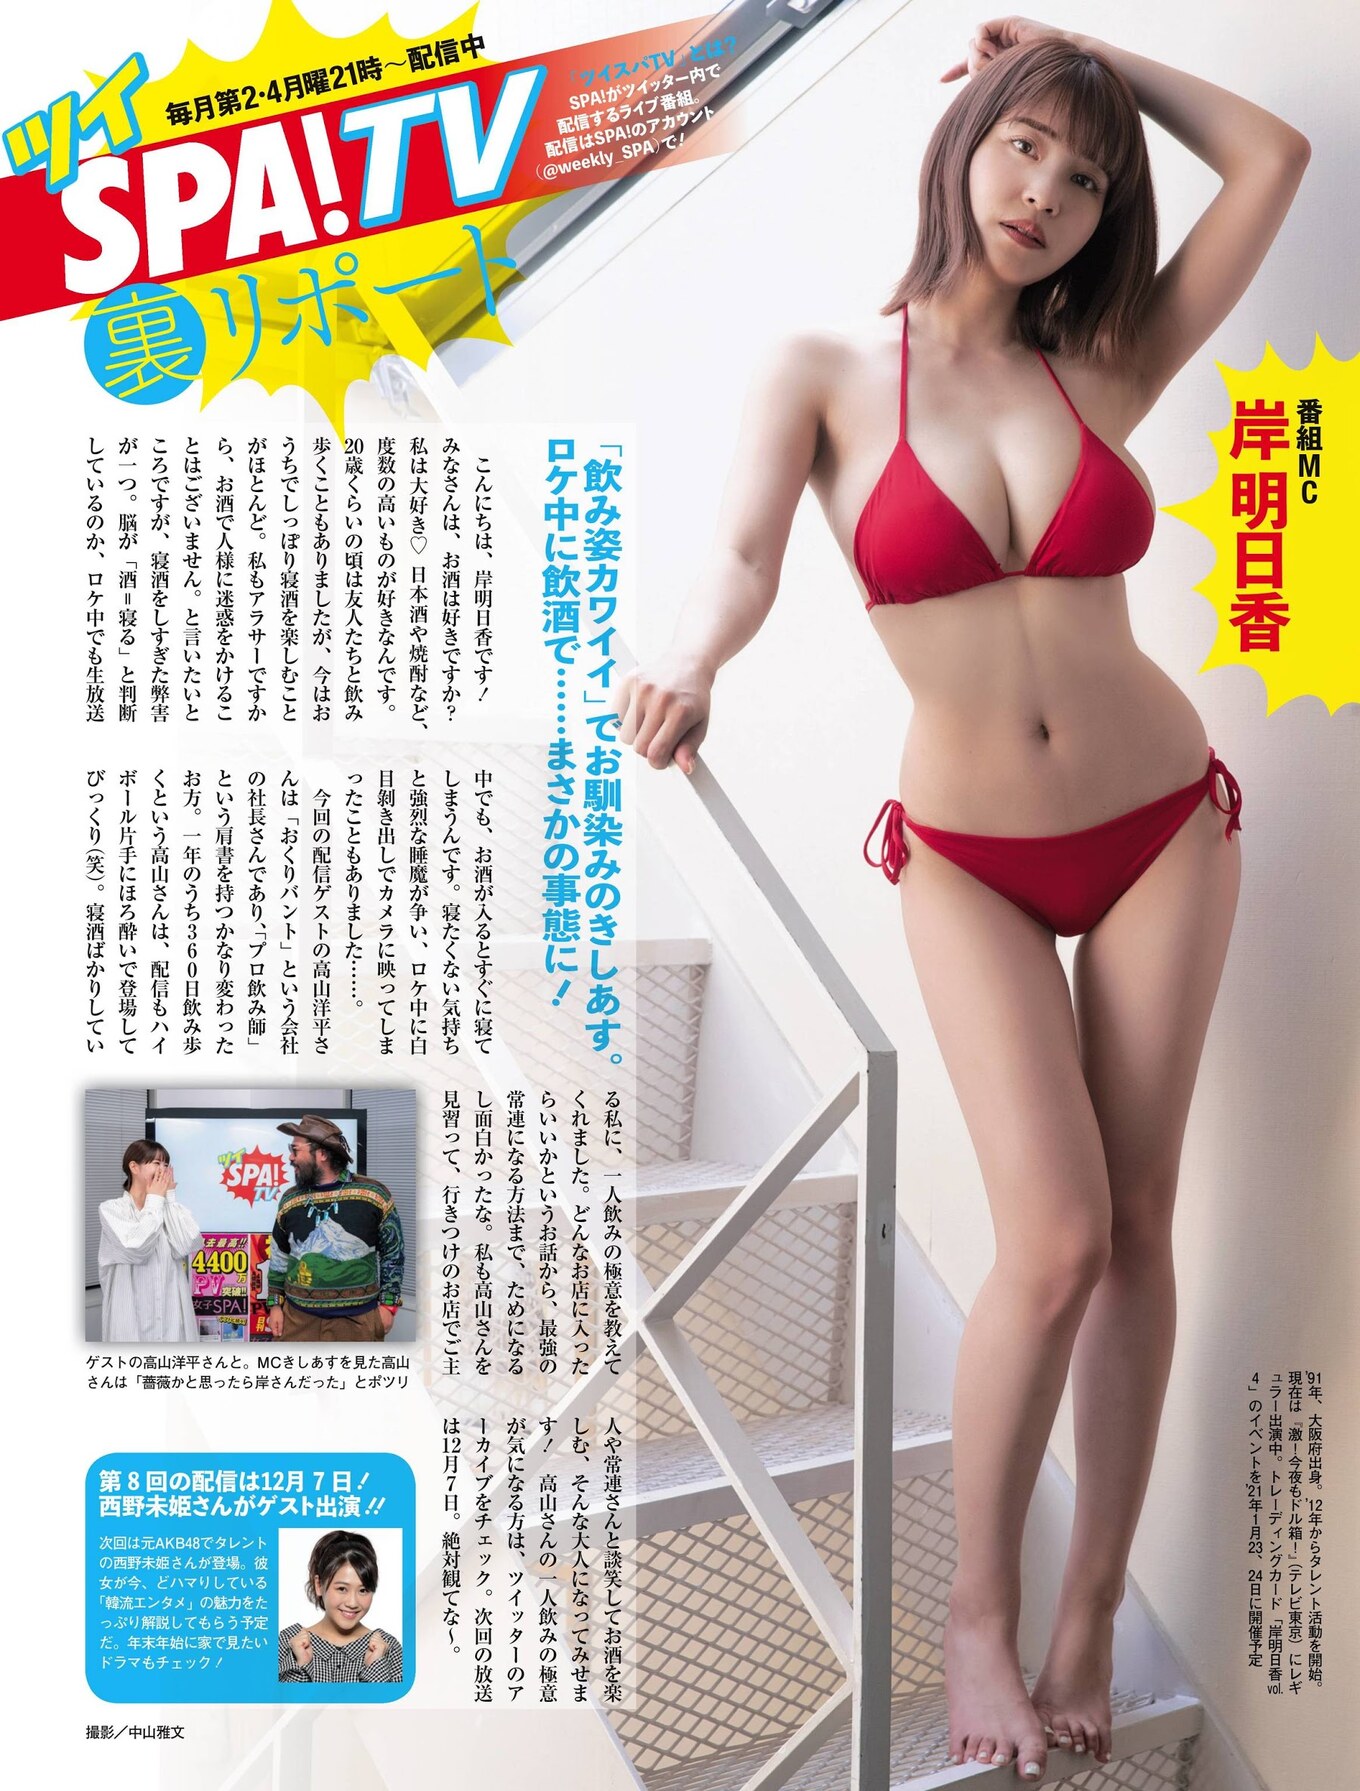 毎月第2・4月曜21時〜配信中
ツイ
SPA!TV
裏リポート
「ツイスパTV」とは?
SPA!がツイッター内で
配信するライブ番組。
配信はSPA!のアカウント
(@weekly_SPA)で!
番組MC
岸 明日香
「飲み姿カワイイ」でお馴染みのきしあす。
ロケ中に飲酒で……まさかの事態に!
こんにちは、岸明日香です!
みなさんは、お酒は好きですか?
私は大好き♡ 日本酒や焼酎など、
度数の高いものが好きなんです。
20歳くらいの頃は友人たちと飲み
歩くこともありましたが、今はお
うちでしっぽり寝酒を楽しむこと
がほとんど。私もアラサーですか
ら、お酒で人様に迷惑をかけるこ
とはございません。と言いたいと
ころですが、寝酒をしすぎた弊害
が一つ。脳が「酒=寝る」と判断
しているのか、ロケ中でも生放送
中でも、お酒が入るとすぐに寝て
しまうんです。寝たくない気持ち
と強烈な睡魔が争い、ロケ中に白
目剝き出しでカメラに映ってしま
ったこともありました……。
今回の配信ゲストの高山洋平さ
んは「おくりバント」という会社
の社長さんであり、「プロ飲み師」
という肩書を持つかなり変わった
お方。一年のうち360日飲み歩
くという高山さんは、配信もハイ
ボール片手にほろ酔いで登場して
びっくり(笑)。寝酒ばかりしてい
る私に、一人飲みの極意を教えて
くれました。どんなお店に入った
らいいかというお話から、最強の
常連になる方法まで、ためになる
し面白かったな。私も高山さんを
見習って、行きつけのお店でご主
人や常連さんと談笑してお酒を楽
しむ、そんな大人になってみせま
す! 高山さんの一人飲みの極意
が気になる方は、ツイッターのア
ーカイブをチェック。次回の放送
は12月7日。絶対観てな〜。
ツイ
SPA!
TV
去最高!!
4400万
PV突破!!
女子SPA!
日刊
ゲストの高山洋平さんと。MCきしあすを見た高山
さんは「薔薇かと思ったら岸さんだった」とポツリ
第8回の配信は12月7日!
西野未姫さんがゲスト出演!!
次回は元AKB48でタレント
の西野未姫さんが登場。彼
女が今、どハマりしている
「韓流エンタメ」の魅力をた
っぷり解説してもらう予定
だ。年末年始に家で見たい
ドラマもチェック!
撮影/中山雅文
'91年、大阪府出身。'12年からタレント活動を開始。
現在は『激!今夜もドル箱!』(テレビ東京)にレギ
ュラー出演中。トレーディングカード「岸明日香vol.
4」のイベントを'21年1月23、24日に開催予定